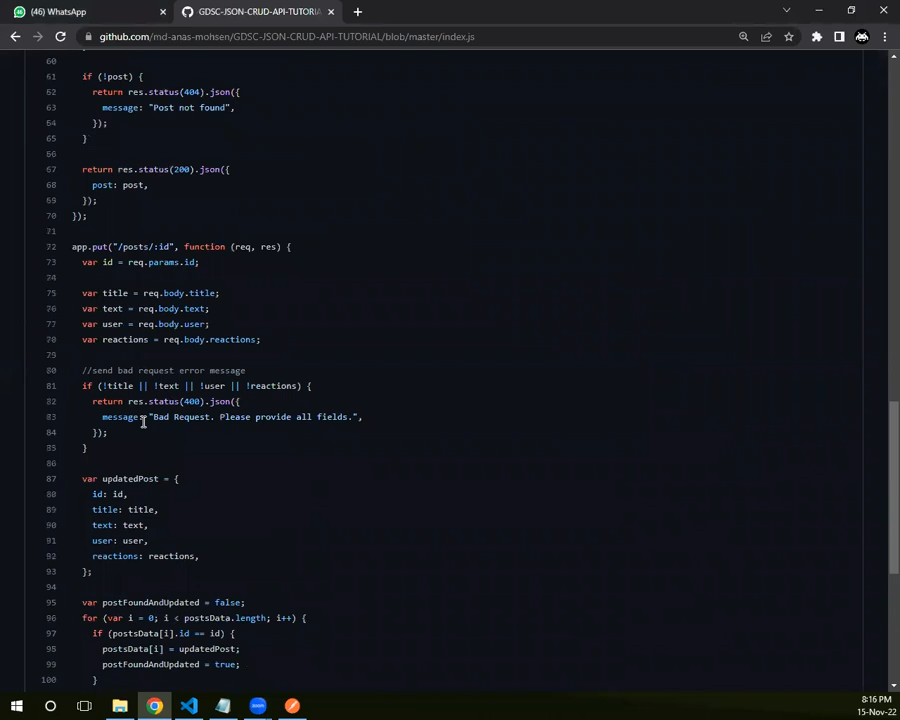 (46) WhatsApp
GDSC-JSON-CRUD-API-TUTORIA
github.com/md-anas-mohsen/GDSC-JSON-CRUD-API-TUTORIAL/blob/master/index.js
60
61 if (!post) {
62 return res.status(404).json({
63 message: "Post not found",
64 });
65 }
66
67 return res.status(200).json({
68 post: post,
69 });
70 });
71
72 app.put("/posts/:id", function (req, res) {
73 var id = req.params.id;
74
75 var title = req.body.title;
76 var text = req.body.text;
77 var user = req.body.user;
78 var reactions = req.body.reactions;
79
80 //send bad request error message
81 if (!title || !text || !user || !reactions) {
82 return res.status(400).json({
83 message: "Bad Request. Please provide all fields.",
84 });
85 }
86
87 var updatedPost = {
88 id: id,
89 title: title,
90 text: text,
91 user: user,
92 reactions: reactions,
93 };
94
95 var postFoundAndUpdated = false;
96 for (var i = 0; i < postsData.length; i++) {
97 if (postsData[i].id == id) {
98 postsData[i] = updatedPost;
99 postFoundAndUpdated = true;
100 }
zoom
8:16 PM
15-Nov-22